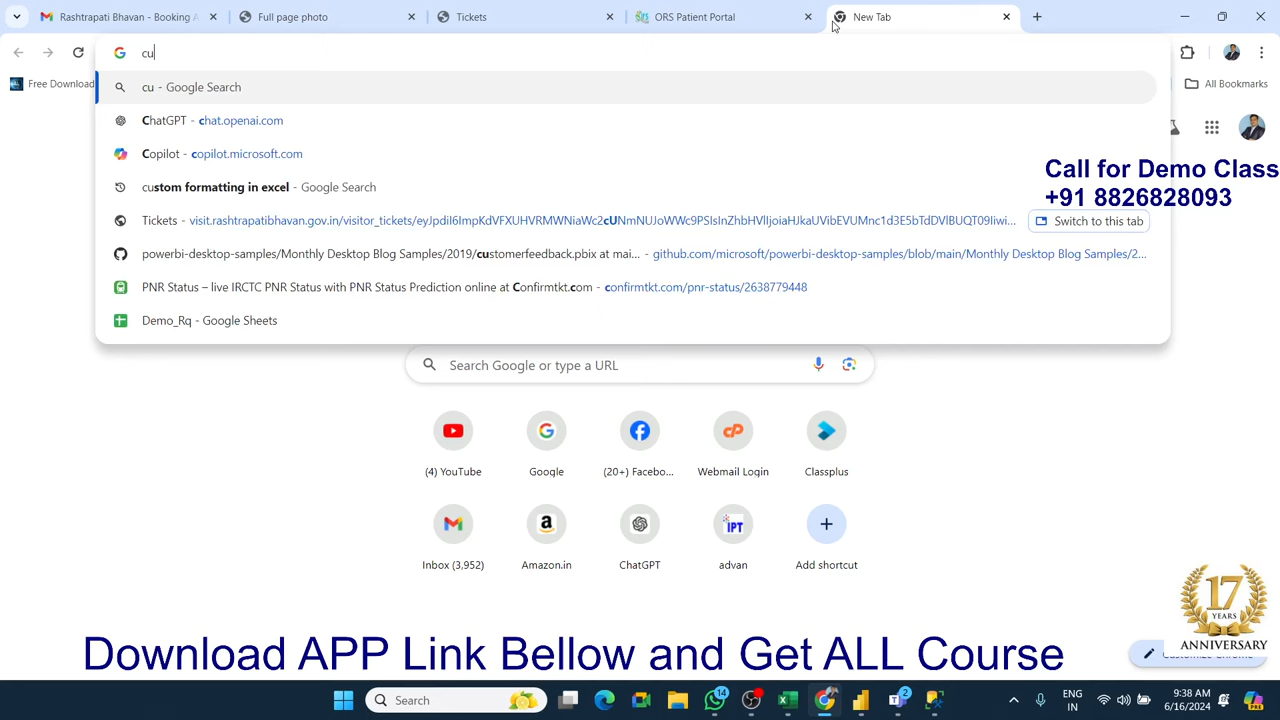 Rashtrapati Bhavan - Booking A
Full page photo
Tickets
ORS Patient Portal
New Tab
cu
Free Download
All Bookmarks
cu - Google Search
ChatGPT - chat.openai.com
Copilot - copilot.microsoft.com
custom formatting in excel - Google Search
Call for Demo Class
+91 8826828093
Tickets - visit.rashtrapatibhavan.gov.in/visitor_tickets/
Switch to this tab
powerbi-desktop-samples/Monthly Desktop Blog Samples/2019/customerfeedback.pbix at mai... - github.com/microsoft/powerbi-desktop-samples/blob/main/Monthly Desktop Blog Samples/2...
PNR Status – live IRCTC PNR Status with PNR Status Prediction online at Confirmtkt.com - confirmtkt.com/pnr-status/2638779448
Demo_Rq - Google Sheets
Search Google or type a URL
(4) YouTube
Google
(20+) Facebo...
Webmail Login
Classplus
IPT
Inbox (3,952)
Amazon.in
ChatGPT
advan
Add shortcut
17
YEARS
ANNIVERSARY
Download APP Link Bellow and Get ALL Course
Customize Chrome
Search
14
2
ENG
IN
9:38 AM
6/16/2024